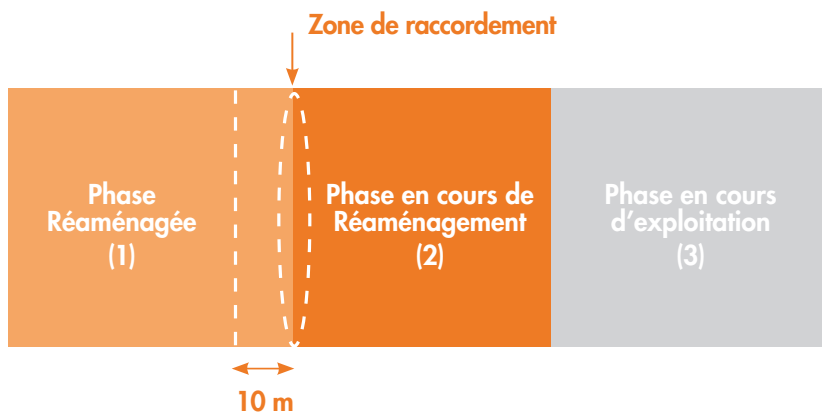 Zone de raccordement
Phase
Réaménagée
(1)
Phase en cours de
Réaménagement
(2)
Phase en cours
d’exploitation
(3)
10 m